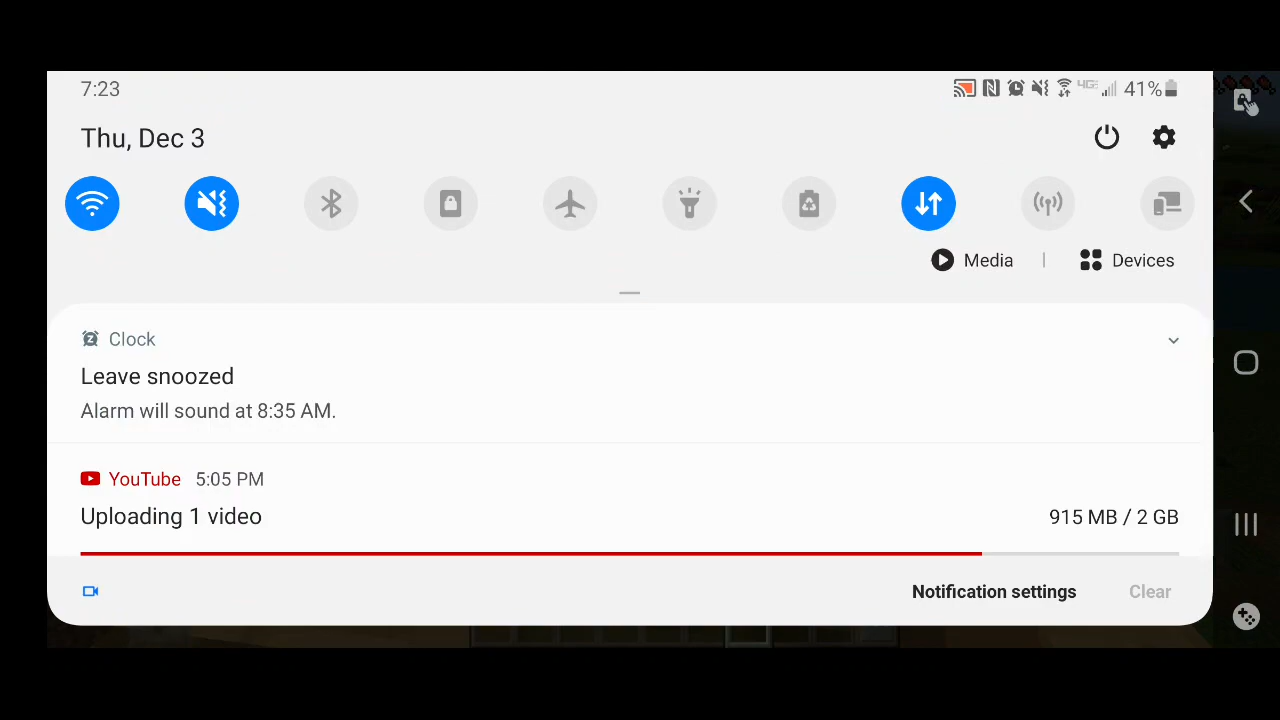 7:23
4GE 41%
Thu, Dec 3
Media | Devices
Clock
Leave snoozed
Alarm will sound at 8:35 AM.
YouTube 5:05 PM
Uploading 1 video
915 MB / 2 GB
Notification settings
Clear